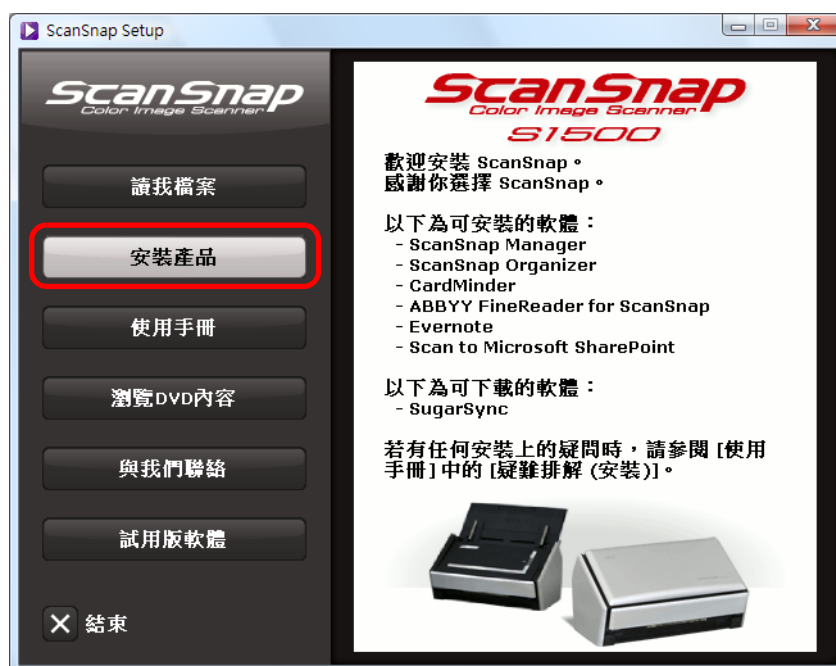 ScanSnap Setup
ScanSnap
Color Image Scanner
讀我檔案
安裝產品
使用手冊
瀏覽DVD內容
與我們聯絡
試用版軟體
結束
ScanSnap
Color Image Scanner
S1500
歡迎安裝 ScanSnap。
感謝你選擇 ScanSnap。
以下為可安裝的軟體：
- ScanSnap Manager
- ScanSnap Organizer
- CardMinder
- ABBYY FineReader for ScanSnap
- Evernote
- Scan to Microsoft SharePoint
以下為可下載的軟體：
- SugarSync
若有任何安裝上的疑問時，請參閱 [使用
手冊] 中的 [疑難排解 (安裝)]。